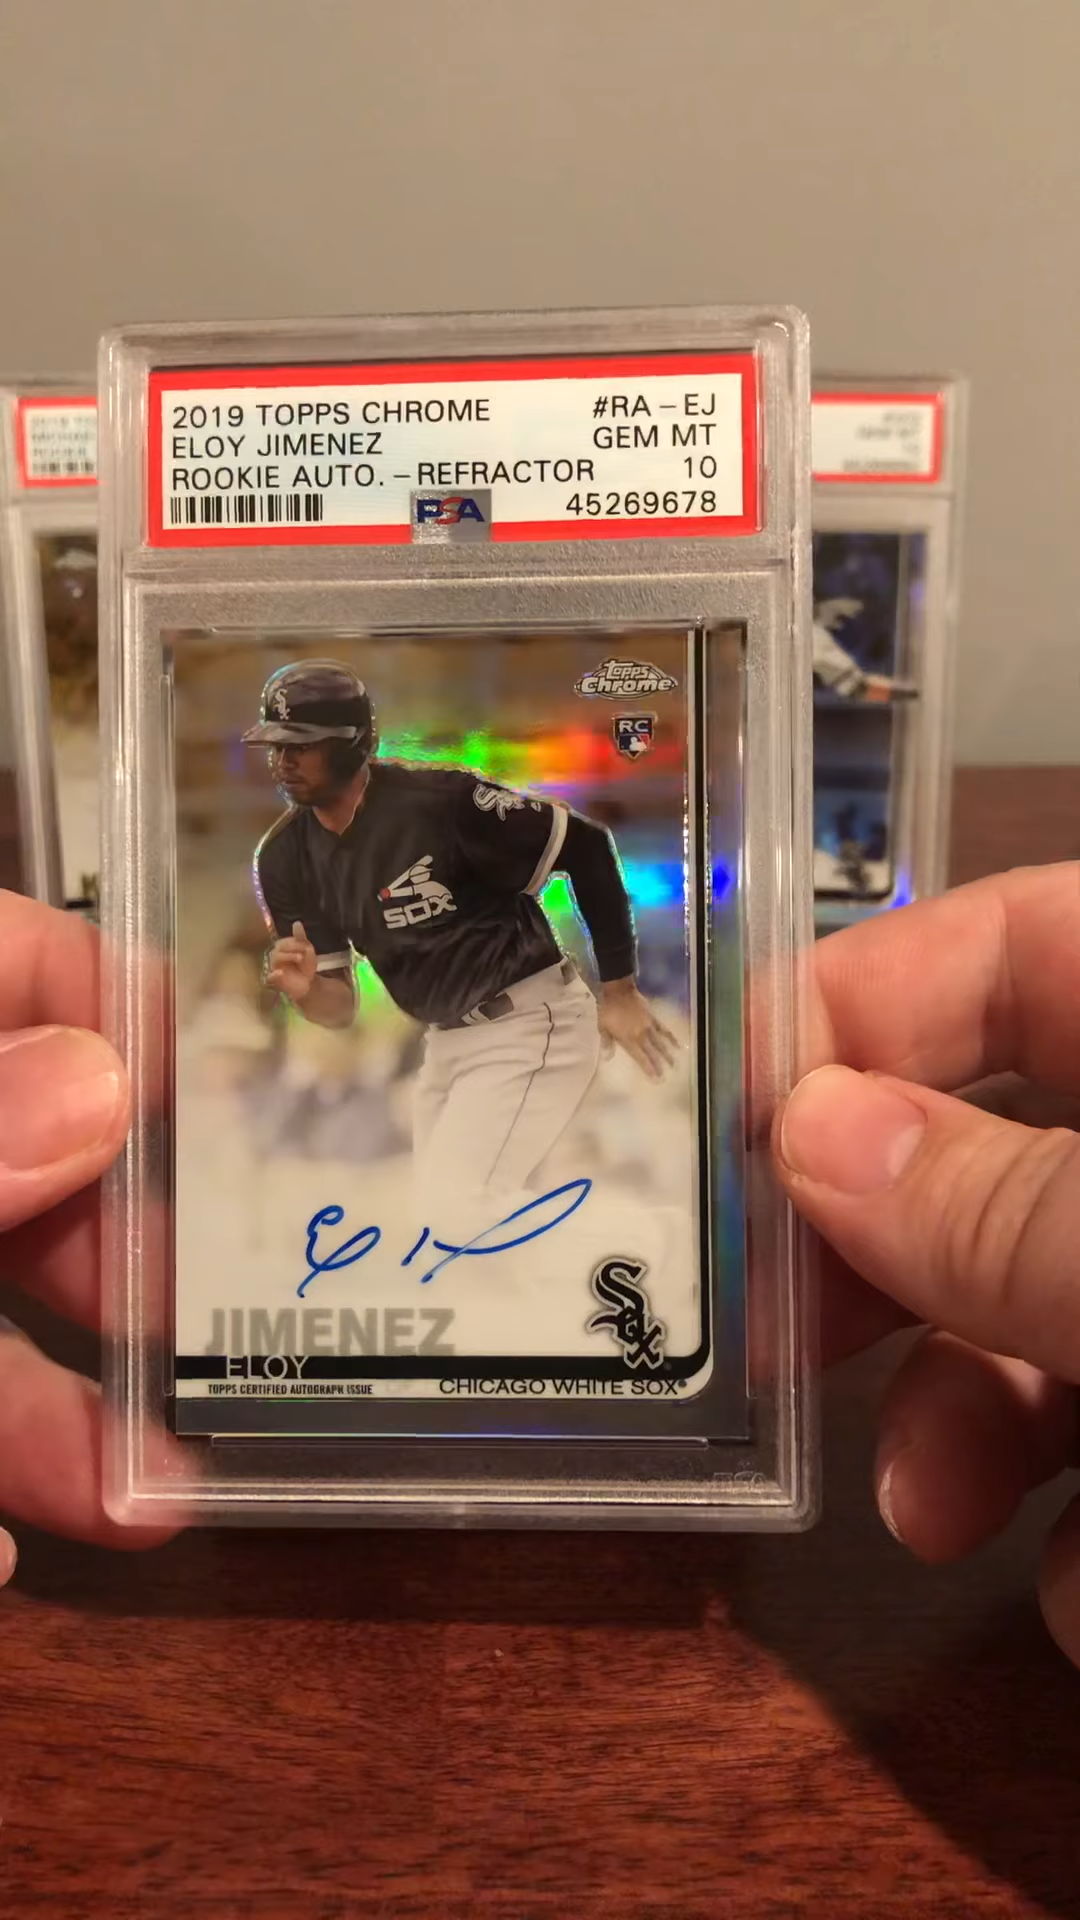 2019 TOPPS CHROME #RA-EJ
ELOY JIMENEZ GEM MT
ROOKIE AUTO.-REFRACTOR 10
PSA 45269678
Topps
Chrome
RC
SOX
JIMENEZ
ELOY
Sox
TOPPS CERTIFIED AUTOGRAPH ISSUE
CHICAGO WHITE SOX